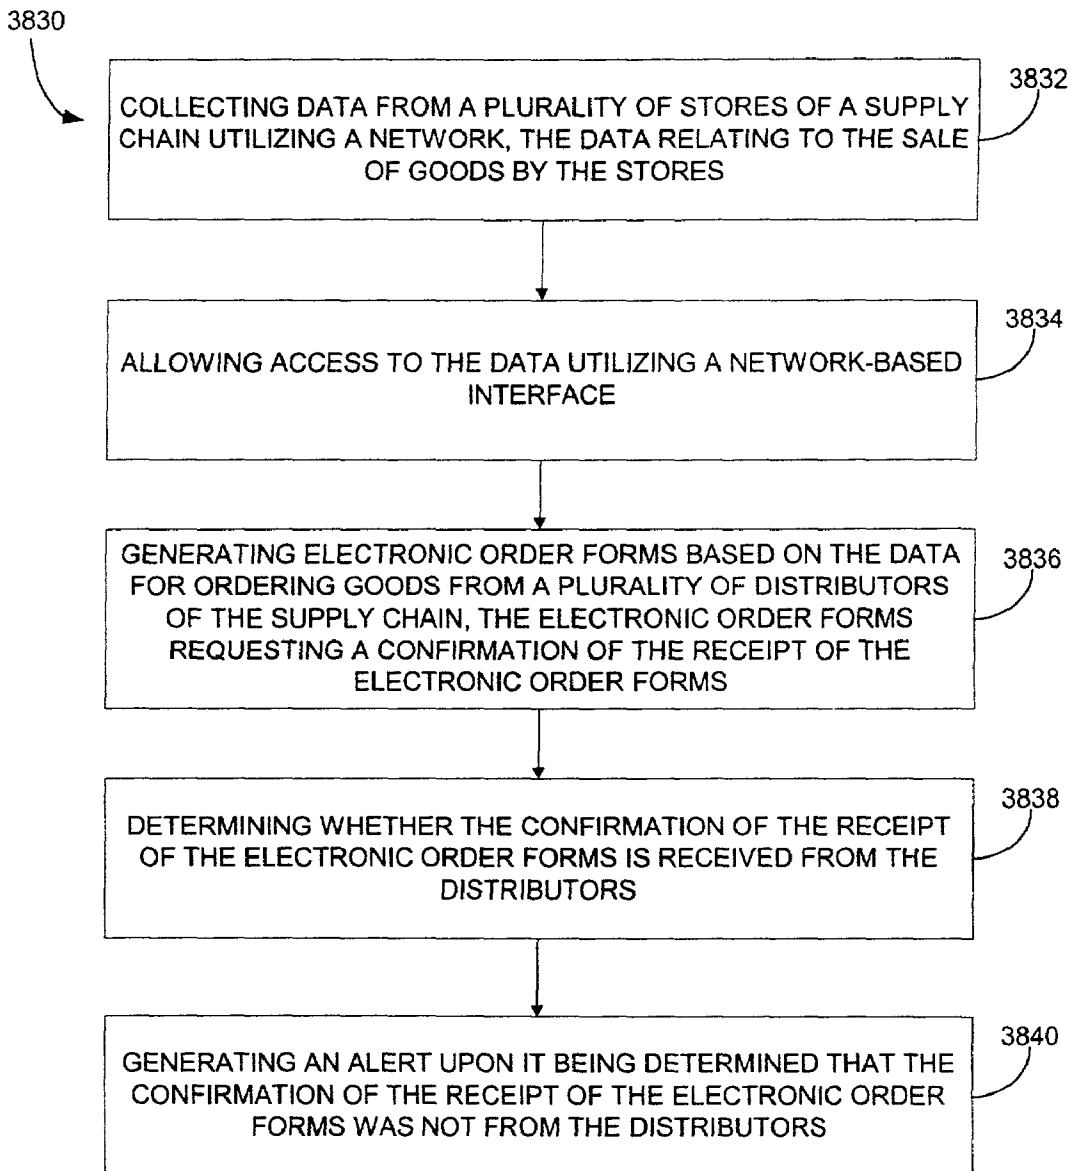 3830
3832
COLLECTING DATA FROM A PLURALITY OF STORES OF A SUPPLY
CHAIN UTILIZING A NETWORK, THE DATA RELATING TO THE SALE
OF GOODS BY THE STORES
3834
ALLOWING ACCESS TO THE DATA UTILIZING A NETWORK-BASED
INTERFACE
3836
GENERATING ELECTRONIC ORDER FORMS BASED ON THE DATA
FOR ORDERING GOODS FROM A PLURALITY OF DISTRIBUTORS
OF THE SUPPLY CHAIN, THE ELECTRONIC ORDER FORMS
REQUESTING A CONFIRMATION OF THE RECEIPT OF THE
ELECTRONIC ORDER FORMS
3838
DETERMINING WHETHER THE CONFIRMATION OF THE RECEIPT
OF THE ELECTRONIC ORDER FORMS IS RECEIVED FROM THE
DISTRIBUTORS
3840
GENERATING AN ALERT UPON IT BEING DETERMINED THAT THE
CONFIRMATION OF THE RECEIPT OF THE ELECTRONIC ORDER
FORMS WAS NOT FROM THE DISTRIBUTORS